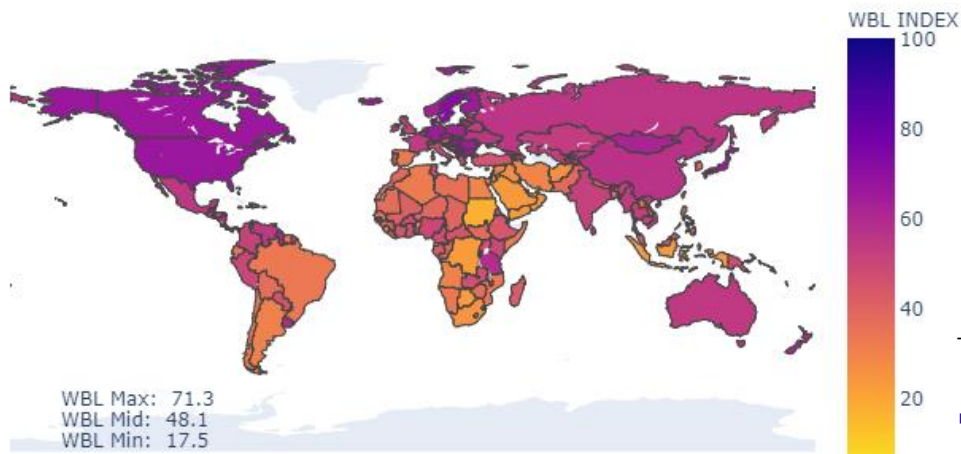 WBL INDEX
100
80
60
40
20
WBL Max: 71.3
WBL Mid: 48.1
WBL Min: 17.5